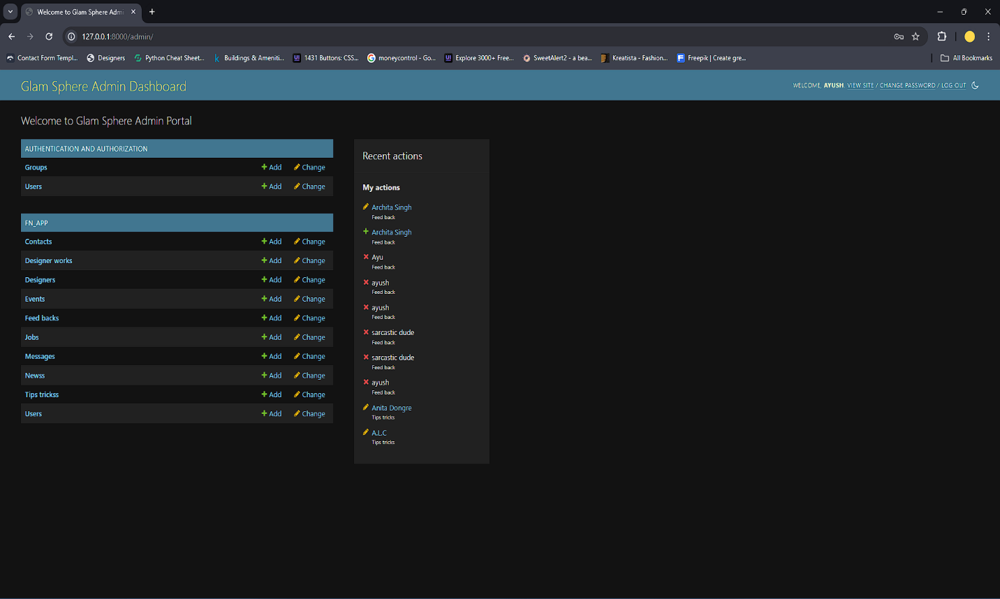 Welcome to Glam Sphere Admi
127.0.0.1:8000/admin/
Contact Form Templ... Designers Python Cheat Sheet... Buildings & Ameniti... 1431 Buttons: CSS... moneycontrol - Go... Explore 3000+ Free... SweetAlert2 - a bea... Kreatista - Fashion... Freepik | Create gre... All Bookmarks
Glam Sphere Admin Dashboard
WELCOME, AYUSH. VIEW SITE / CHANGE PASSWORD / LOG OUT
Welcome to Glam Sphere Admin Portal
AUTHENTICATION AND AUTHORIZATION
Groups Add Change
Users Add Change
FN_APP
Contacts Add Change
Designer works Add Change
Designers Add Change
Events Add Change
Feed backs Add Change
Jobs Add Change
Messages Add Change
Newss Add Change
Tips trickss Add Change
Users Add Change
Recent actions
My actions
Archita Singh
Feed back
Archita Singh
Feed back
Ayu
Feed back
ayush
Feed back
ayush
Feed back
sarcastic dude
Feed back
sarcastic dude
Feed back
ayush
Feed back
Anita Dongre
Tips tricks
A.L.C
Tips tricks